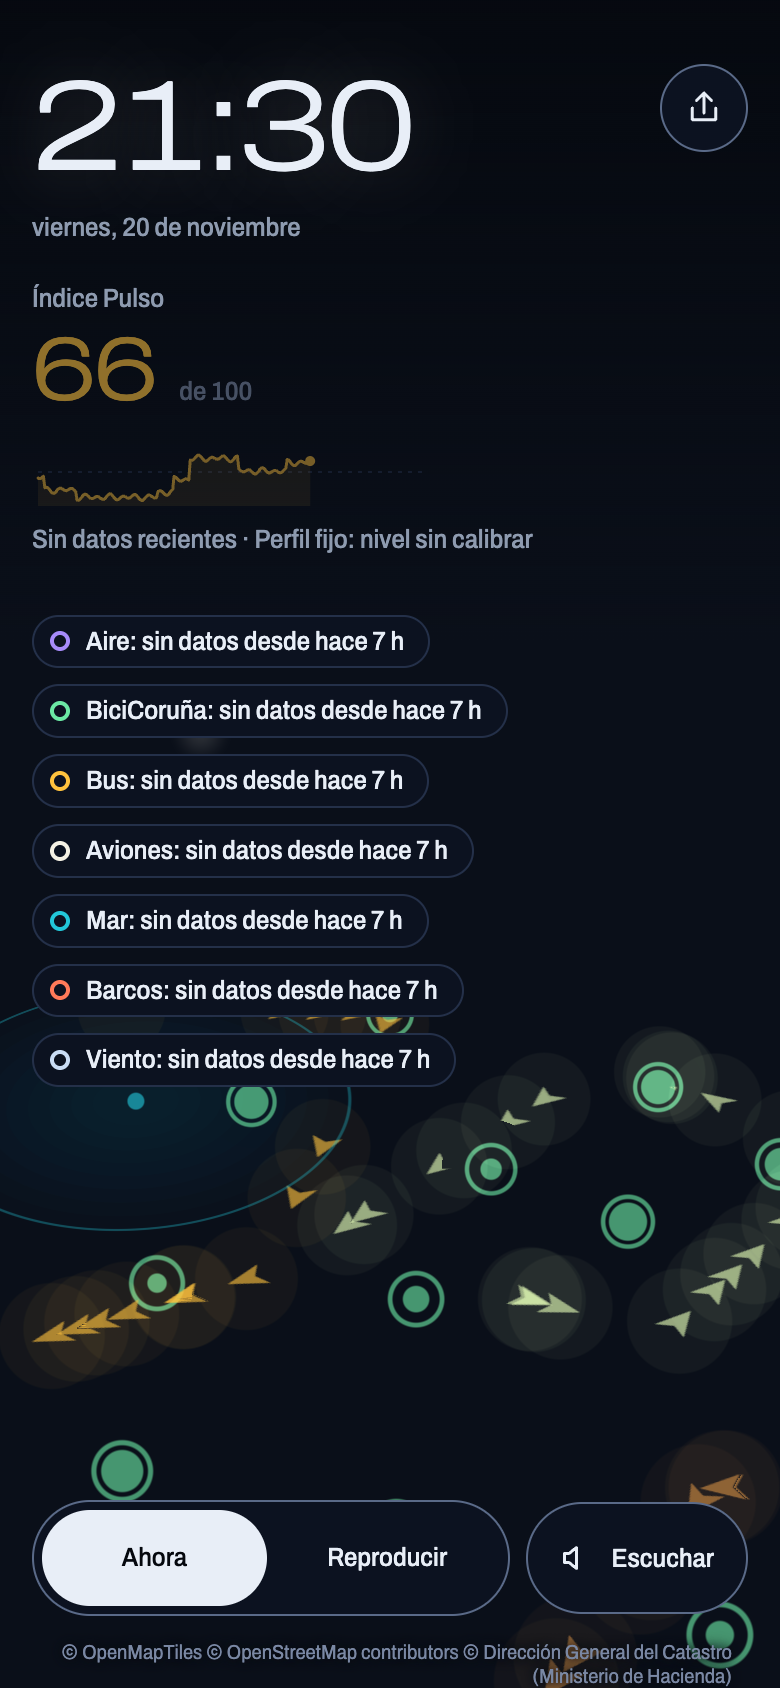 21:30
viernes, 20 de noviembre
Índice Pulso
66 de 100
Sin datos recientes · Perfil fijo: nivel sin calibrar
Aire: sin datos desde hace 7 h
BiciCoruña: sin datos desde hace 7 h
Bus: sin datos desde hace 7 h
Aviones: sin datos desde hace 7 h
Mar: sin datos desde hace 7 h
Barcos: sin datos desde hace 7 h
Viento: sin datos desde hace 7 h
Ahora Reproducir Escuchar
© OpenMapTiles © OpenStreetMap contributors © Dirección General del Catastro
(Ministerio de Hacienda)